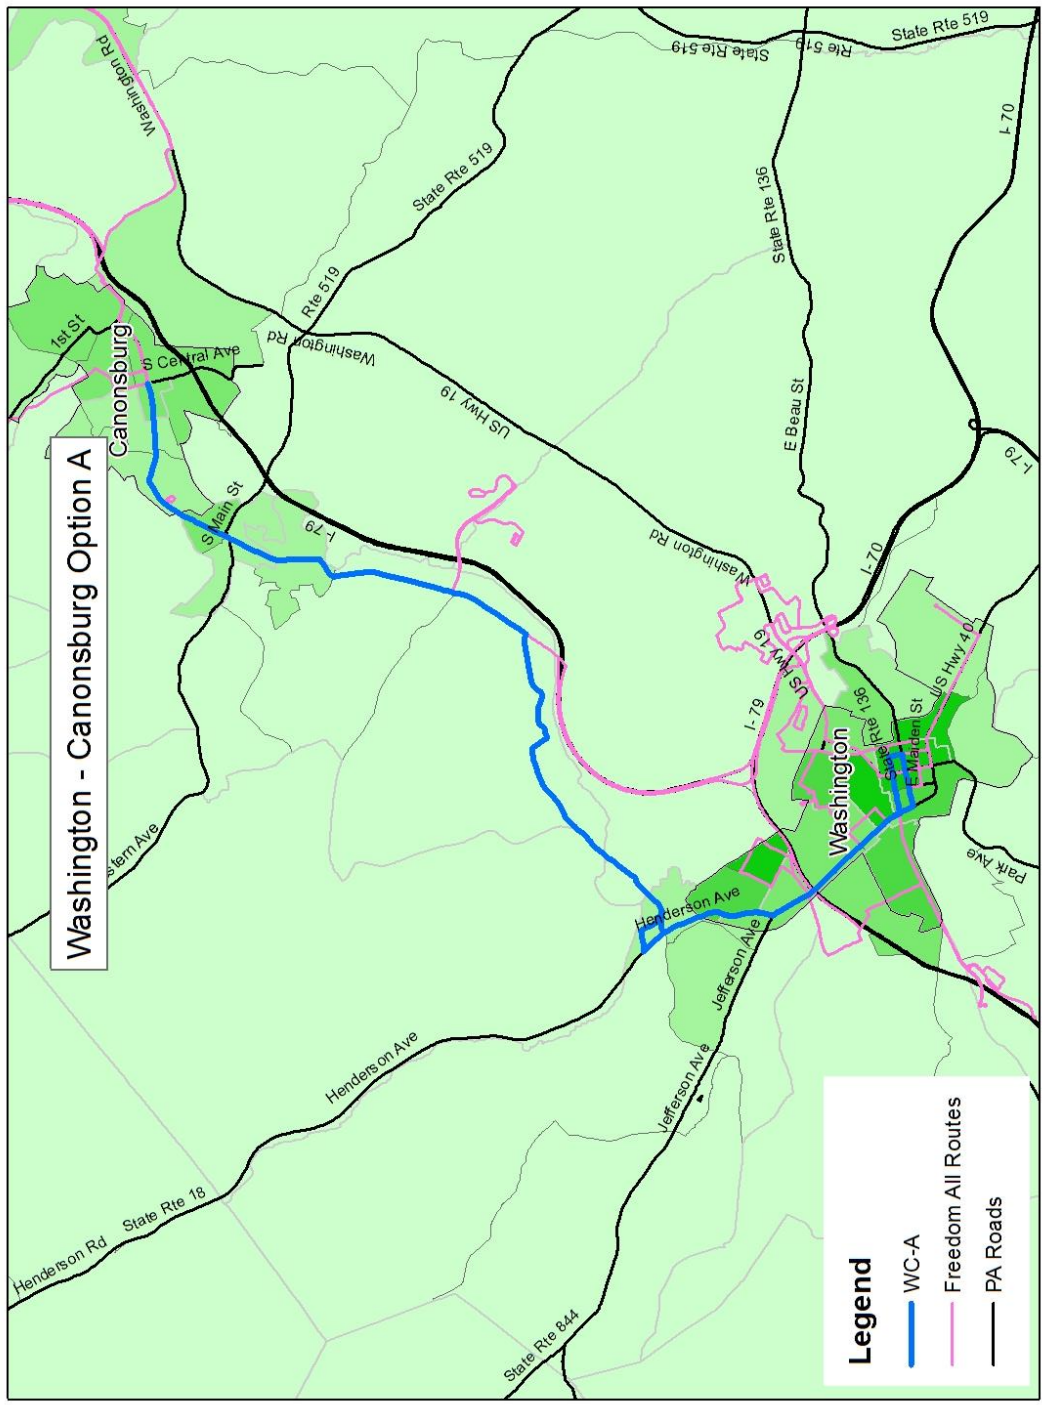 Washington - Canonsburg Option A
State Rte 519
State Rte 519
Rte 519
Washington Rd
State Rte 519
I-70
State Rte 136
Rte 519
1st St
Canonsburg
S Central Ave
Washington Rd
US Hwy 19
E Beau St
I-79
S Main St
I-79
Washington Rd
I-70
US Hwy 19
US Hwy 40
I-79
State Rte 136
E Maiden St
Washington
stern Ave
Park Ave
Henderson Ave
Jefferson Ave
Henderson Ave
Jefferson Ave
State Rte 18
Henderson Rd
State Rte 844
Legend
WC-A
Freedom All Routes
PA Roads